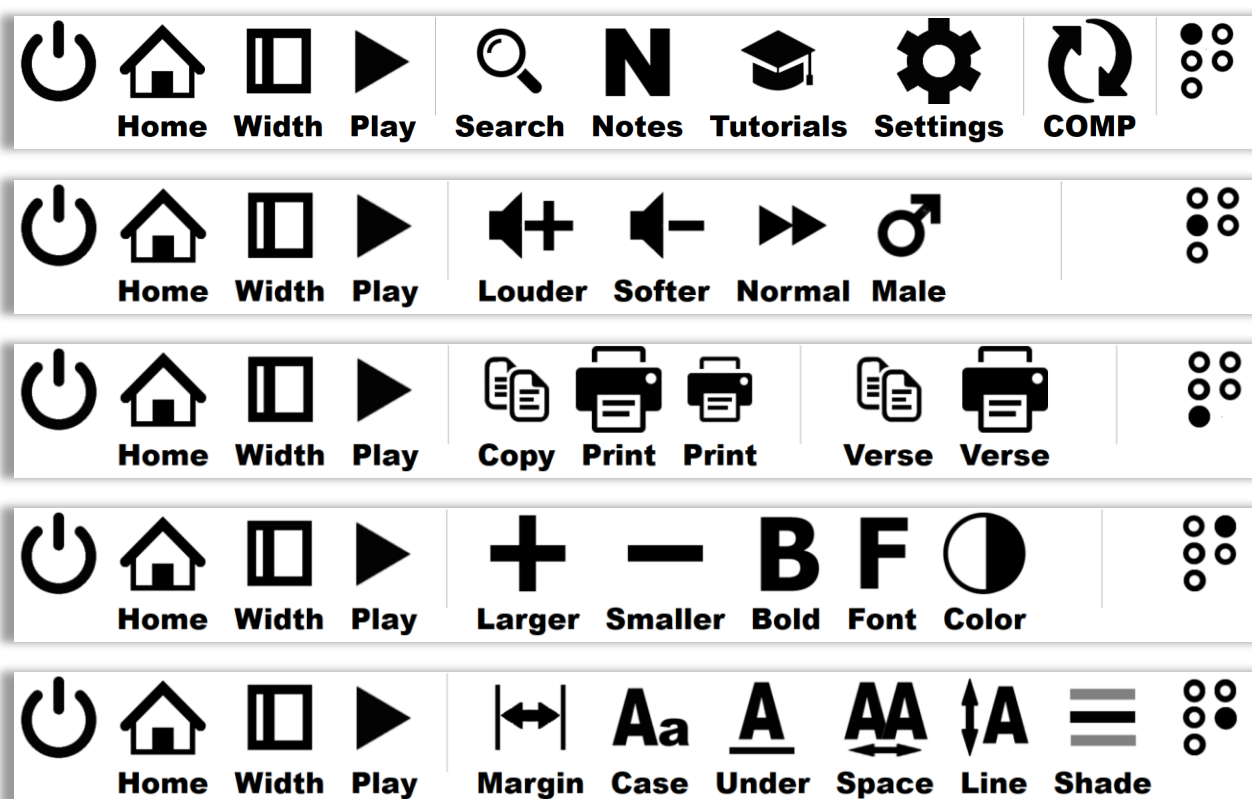 Home Width Play Search Notes Tutorials Settings COMP
Home Width Play Louder Softer Normal Male
Home Width Play Copy Print Print Verse Verse
Home Width Play Larger Smaller Bold Font Color
Home Width Play Margin Case Under Space Line Shade